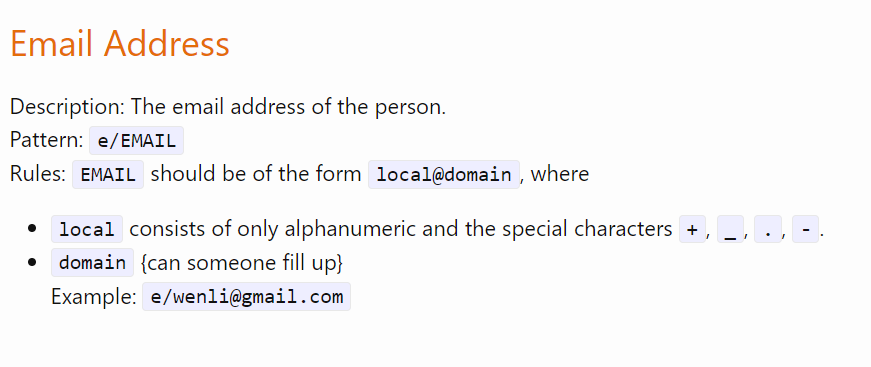 Email Address
Description: The email address of the person.
Pattern: e/EMAIL
Rules: EMAIL should be of the form local@domain, where
local consists of only alphanumeric and the special characters +, _, ., -.
domain {can someone fill up}
Example: e/wenli@gmail.com